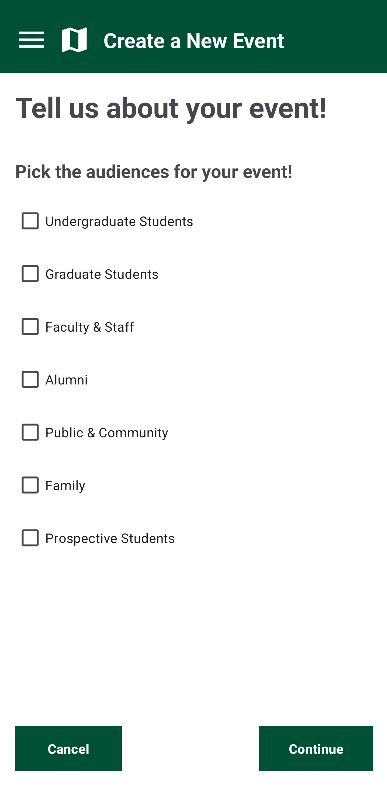 Create a New Event
Tell us about your event!
Pick the audiences for your event!
Undergraduate Students
Graduate Students
Faculty & Staff
Alumni
Public & Community
Family
Prospective Students
Cancel
Continue